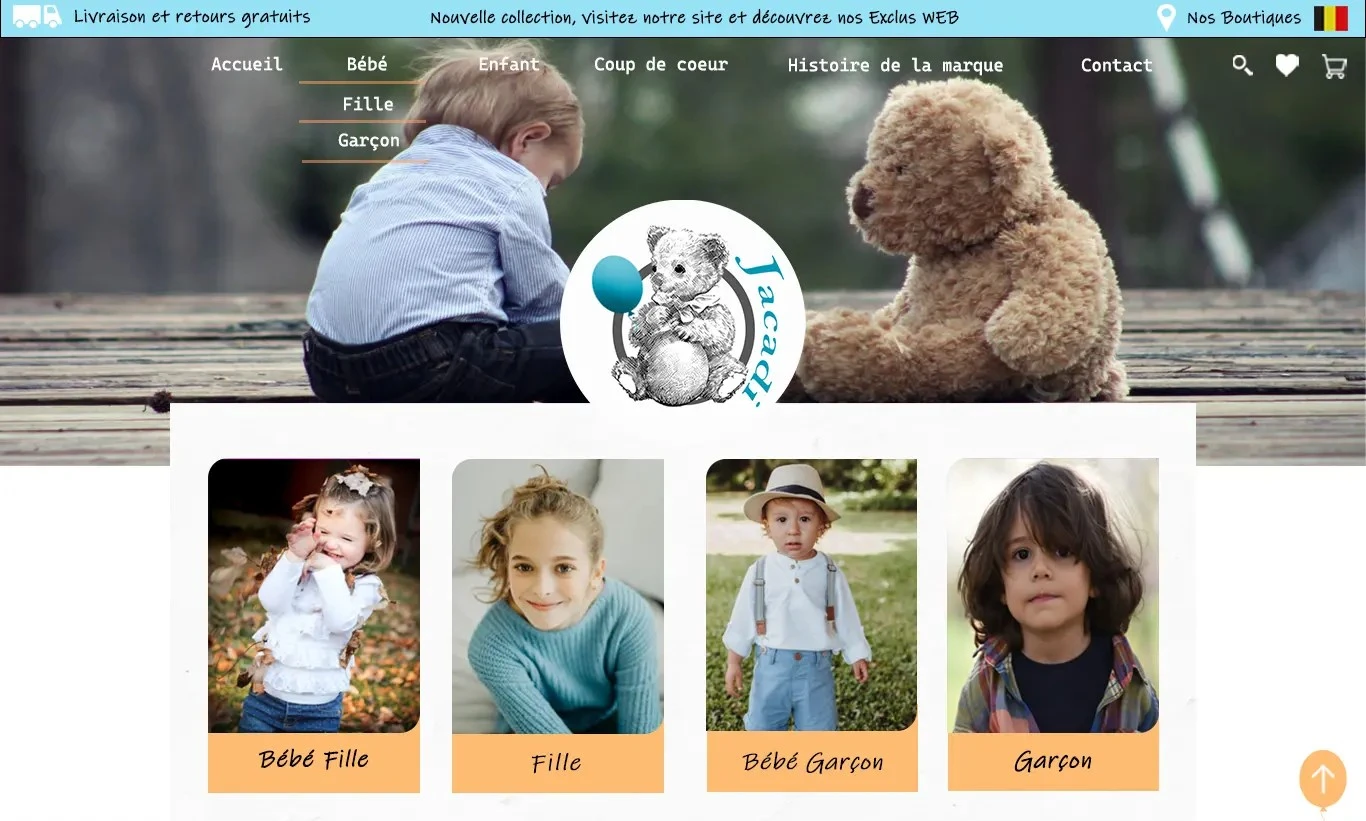 Livraison et retours gratuits
Nouvelle collection, visitez notre site et découvrez nos Exclus WEB
Nos Boutiques
Accueil
Bébé
Enfant
Coup de coeur
Histoire de la marque
Contact
Fille
Garçon
Jacadi
Bébé Fille
Fille
Bébé Garçon
Garçon